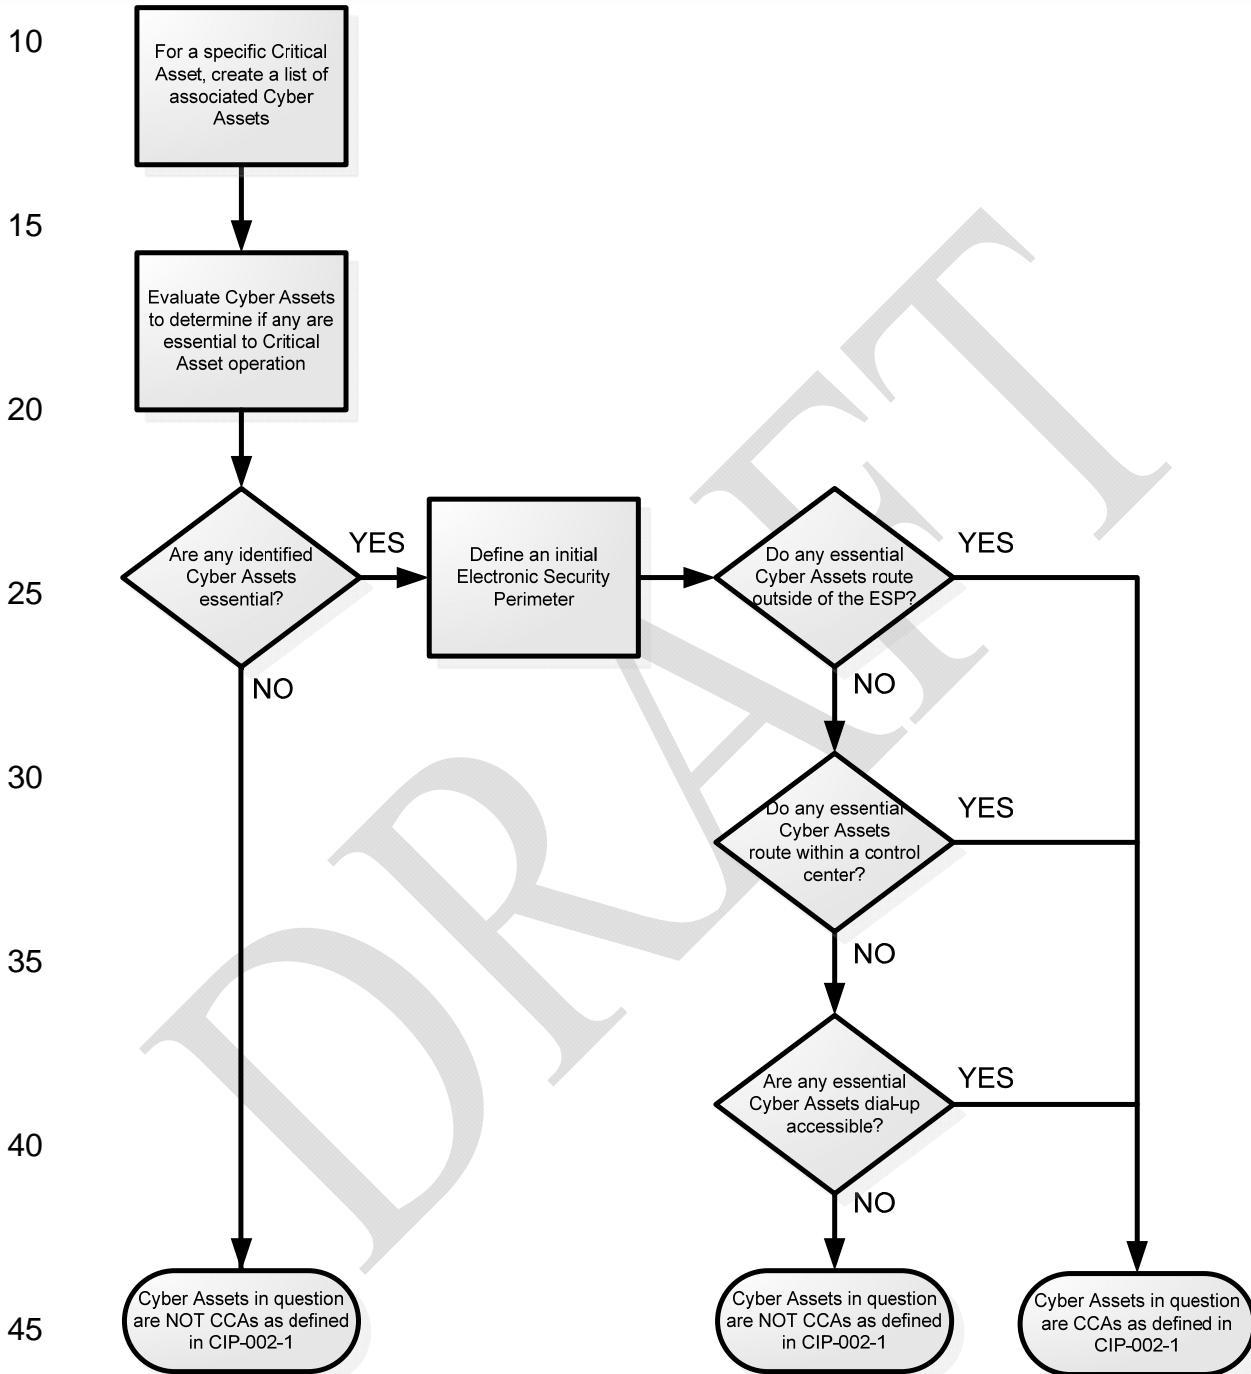 10
For a specific Critical
Asset, create a list of
associated Cyber
Assets
15
Evaluate Cyber Assets
to determine if any are
essential to Critical
Asset operation
20
Are any identified
Cyber Assets
essential?
YES
NO
Define an initial
Electronic Security
Perimeter
Do any essential
Cyber Assets route
outside of the ESP?
YES
NO
25
30
Do any essential
Cyber Assets
route within a control
center?
YES
NO
35
Are any essential
Cyber Assets dial-up
accessible?
YES
NO
40
45
Cyber Assets in question
are NOT CCAs as defined
in CIP-002-1
Cyber Assets in question
are NOT CCAs as defined
in CIP-002-1
Cyber Assets in question
are CCAs as defined in
CIP-002-1
DRAFT